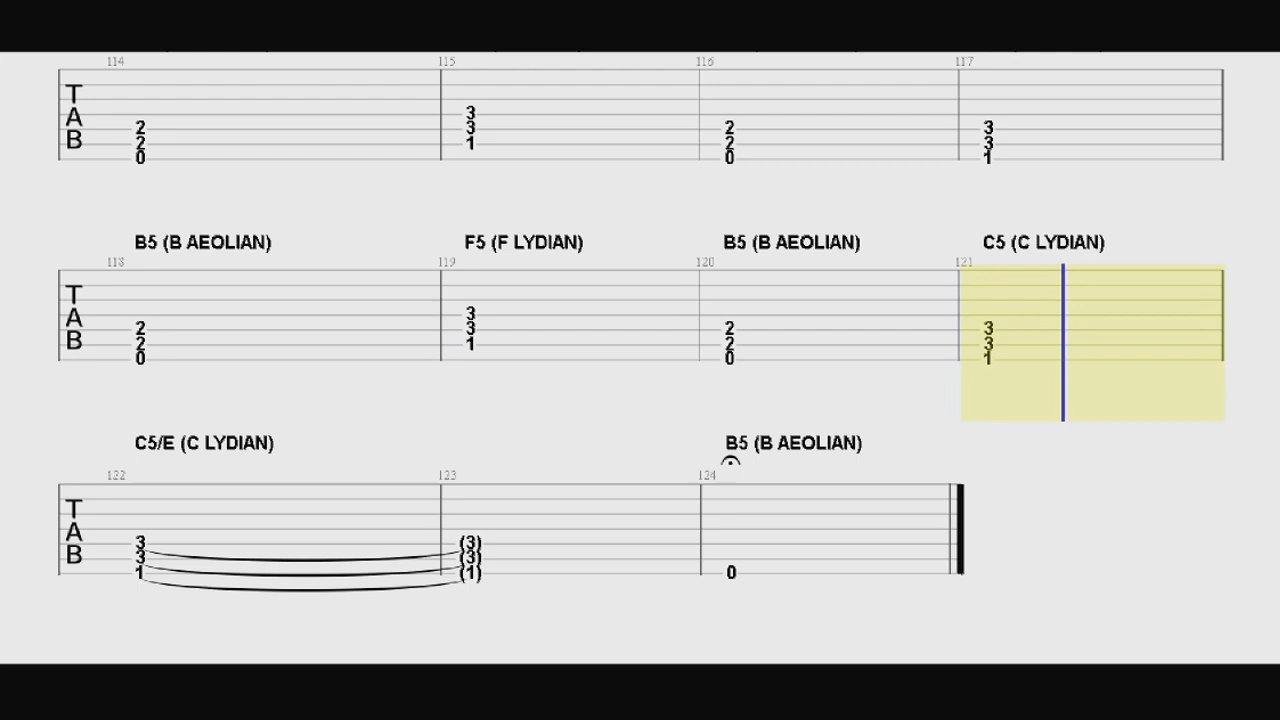 114 115 116 117
T
A
B
2 3 2 3
2 3 2 3
0 1 0 1
B5 (B AEOLIAN) F5 (F LYDIAN) B5 (B AEOLIAN) C5 (C LYDIAN)
118 119 120 121
T
A
B
2 3 2 3
2 3 2 3
0 1 0 1
C5/E (C LYDIAN) B5 (B AEOLIAN)
122 123 124
T
A
B
3 (3)
3 (3)
1 (1) 0